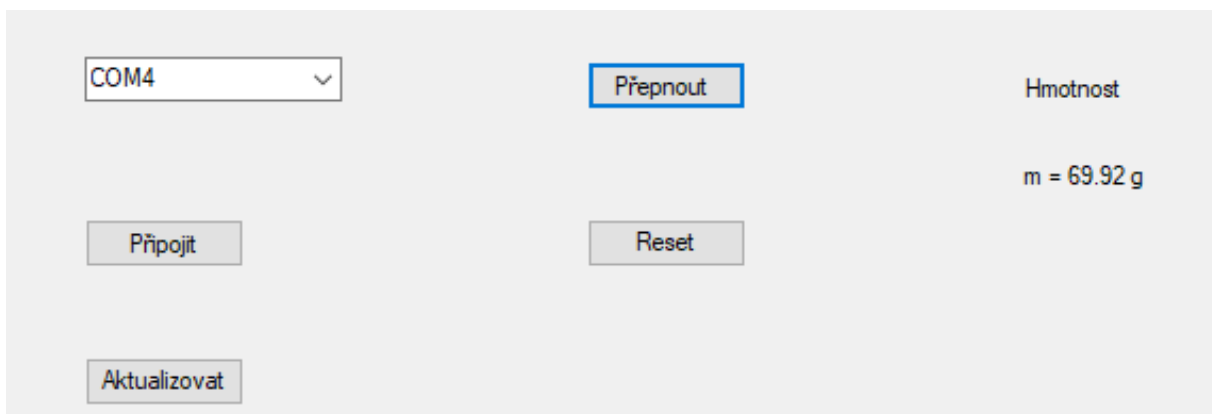 COM4
Přepnout
Hmotnost
m = 69.92 g
Připojit
Reset
Aktualizovat